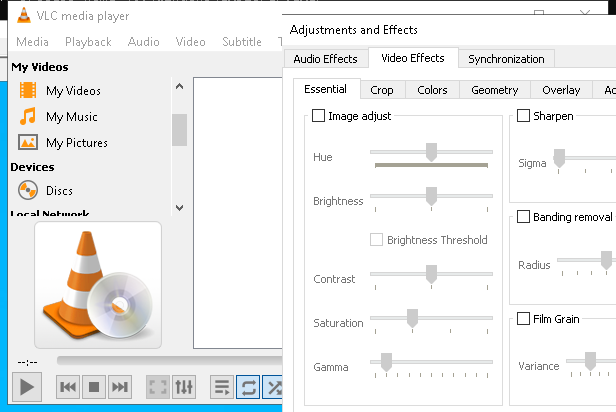 VLC media player
Media Playback Audio Video Subtitle
My Videos
My Videos
My Music
My Pictures
Devices
Discs
Local Network
--:--
Adjustments and Effects
Audio Effects Video Effects Synchronization
Essential Crop Colors Geometry Overlay
Image adjust
Hue
Brightness
Brightness Threshold
Contrast
Saturation
Gamma
Sharpen
Sigma
Banding removal
Radius
Film Grain
Variance